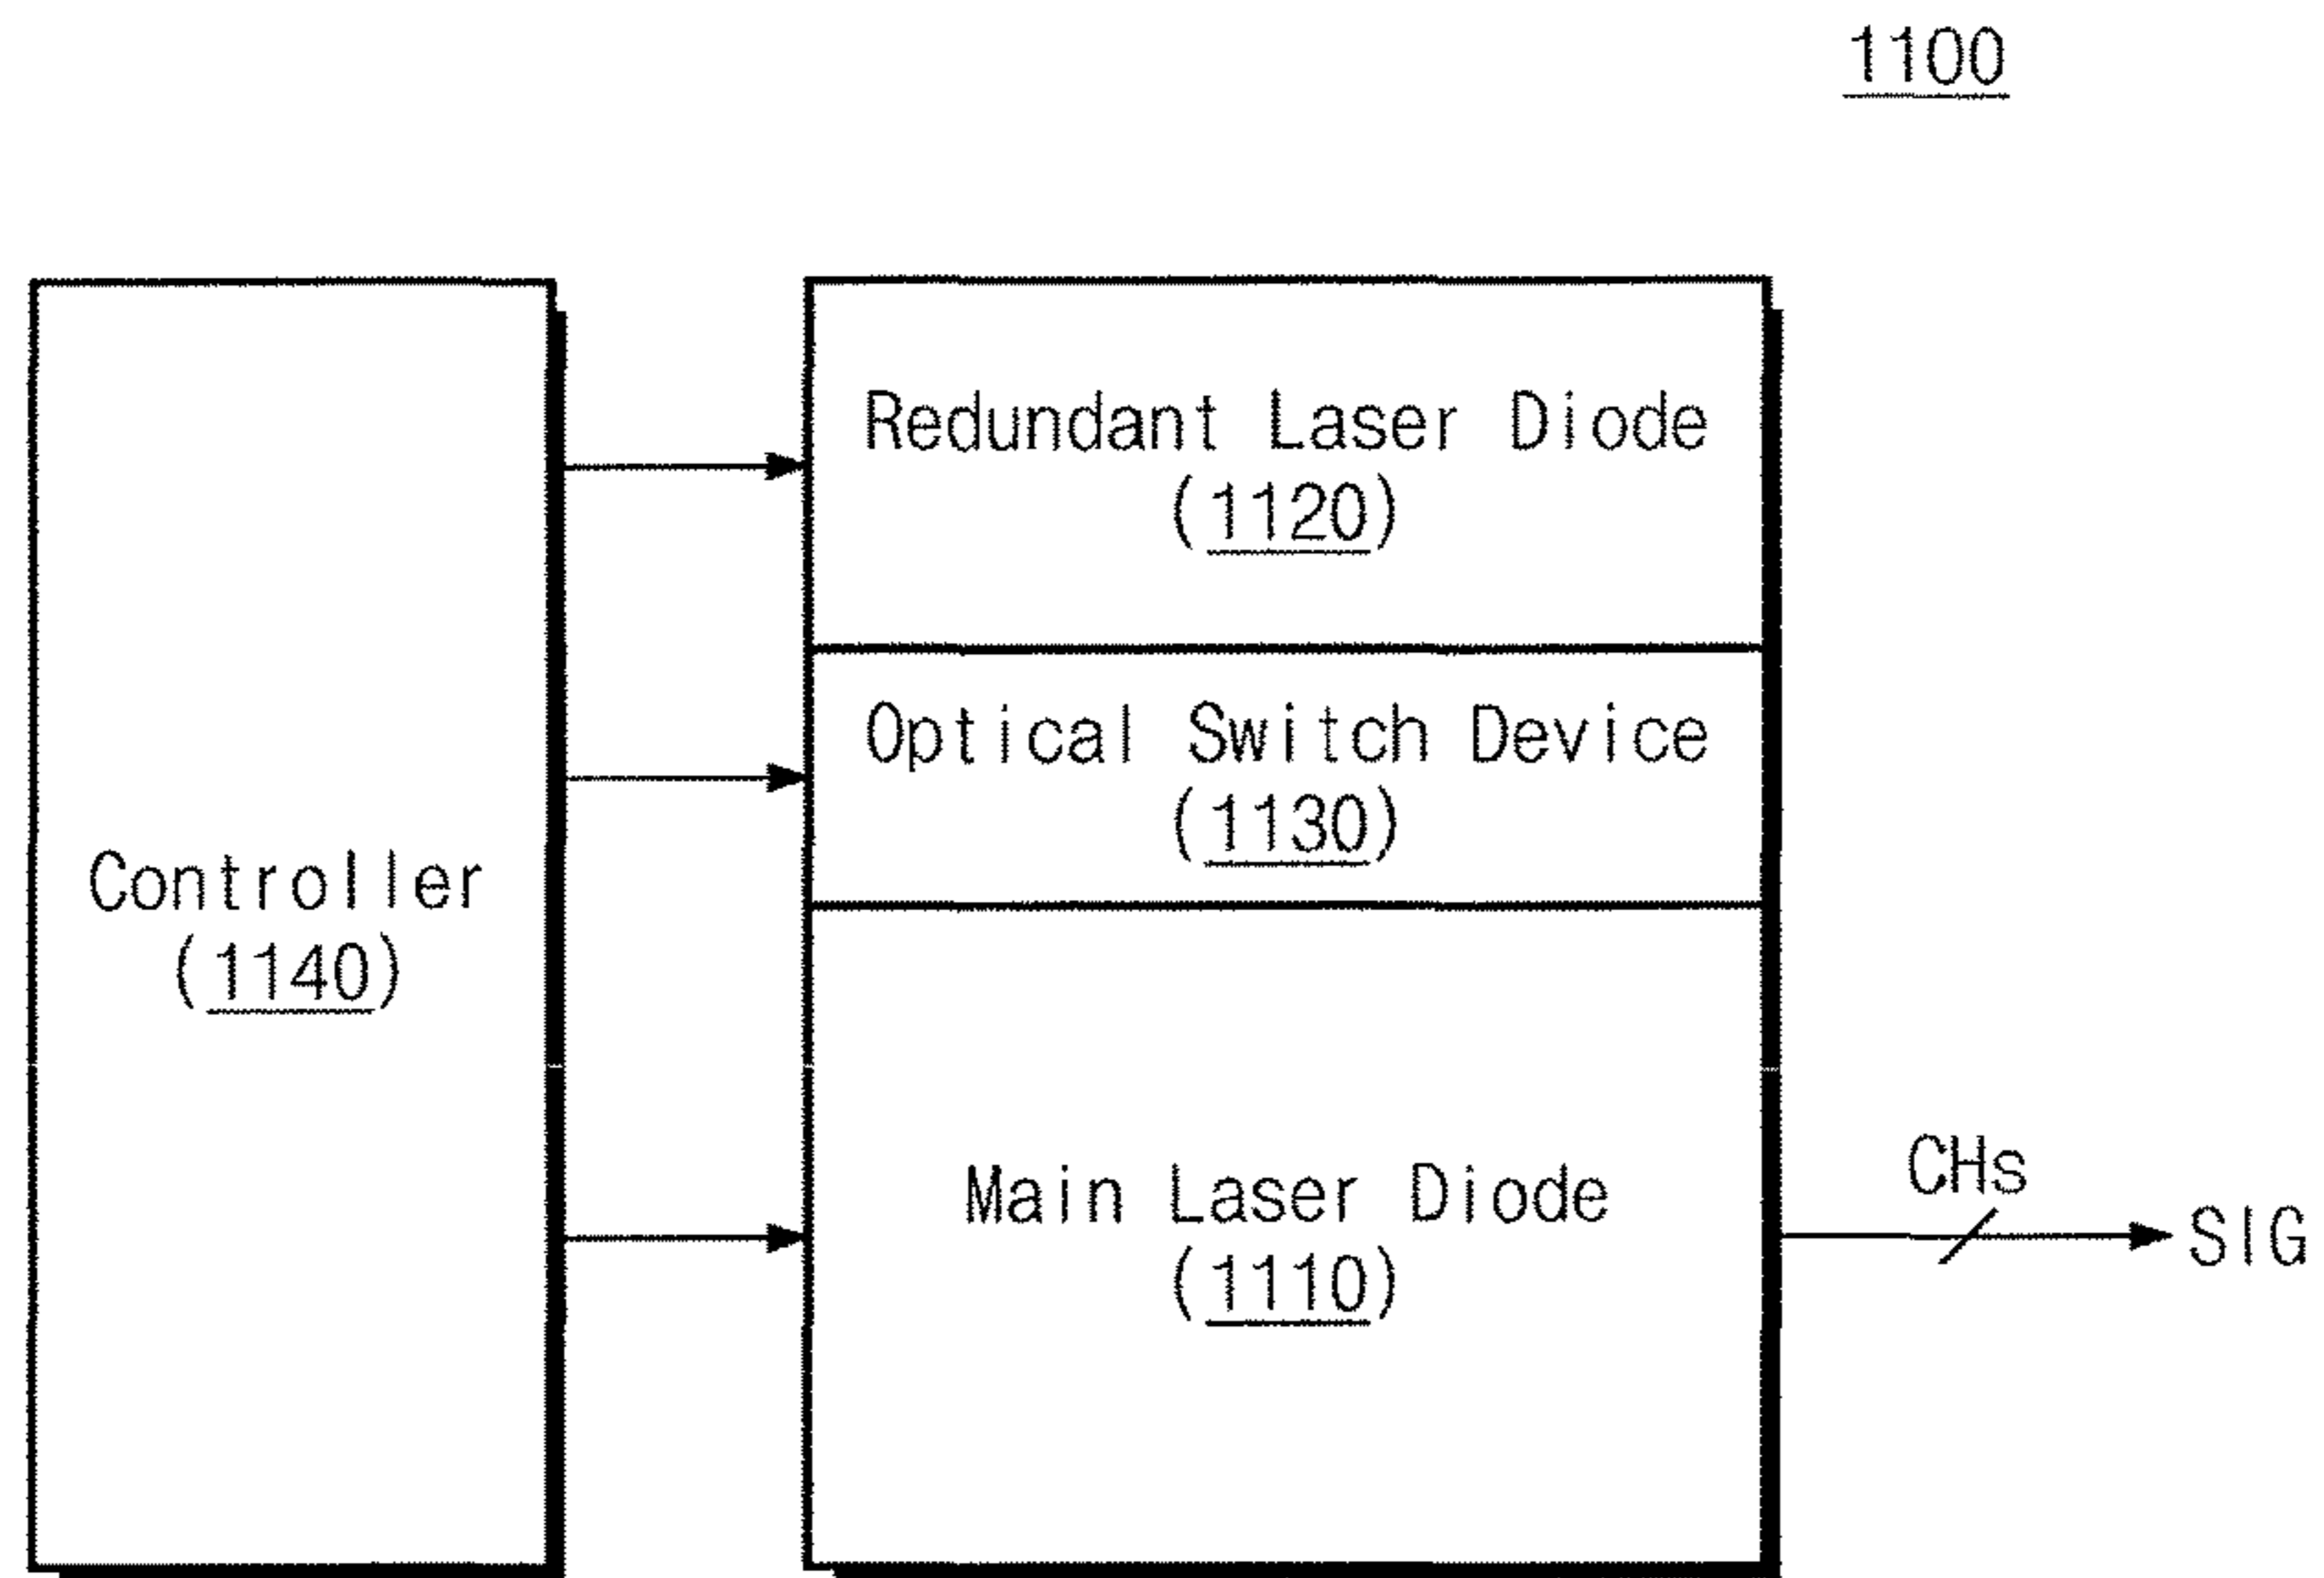 1100
Controller
(1140)
Redundant Laser Diode
(1120)
Optical Switch Device
(1130)
Main Laser Diode
(1110)
CHs
SIG